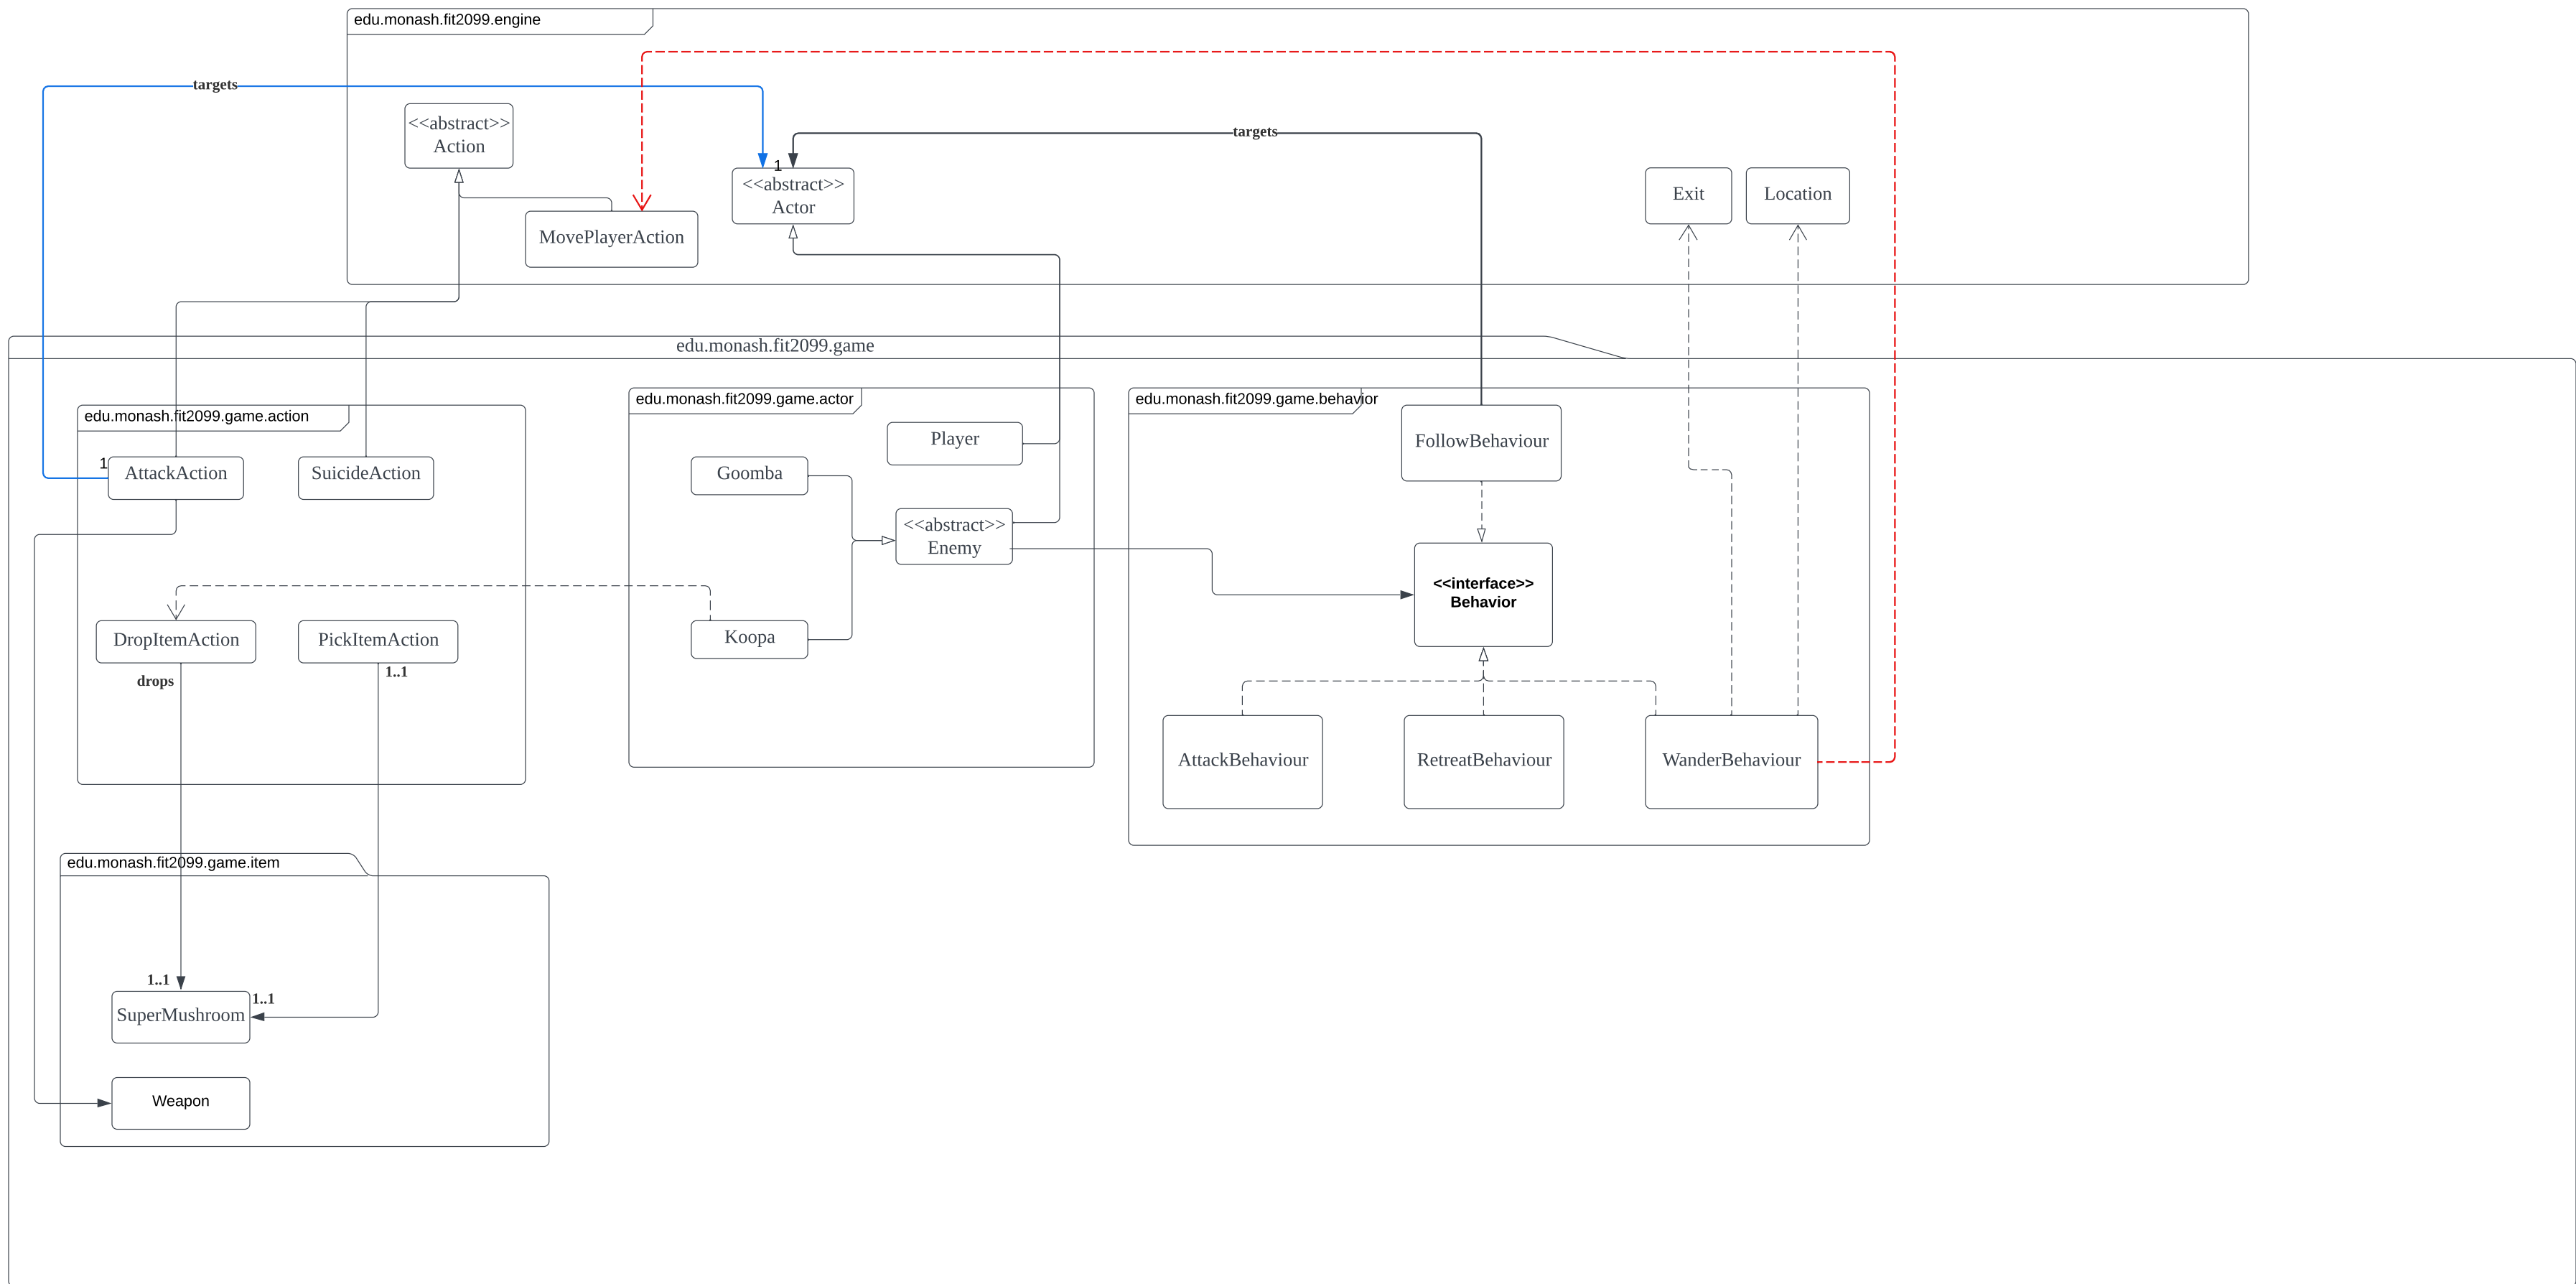 edu.monash.fit2099.engine
targets
<<abstract>>
Action
targets
1
<<abstract>>
Actor
Exit
Location
MovePlayerAction
edu.monash.fit2099.game
edu.monash.fit2099.game.action
edu.monash.fit2099.game.actor
edu.monash.fit2099.game.behavior
Player
FollowBehaviour
1
AttackAction
SuicideAction
Goomba
<<abstract>>
Enemy
<<interface>>
Behavior
DropItemAction
PickItemAction
Koopa
drops
1..1
AttackBehaviour
RetreatBehaviour
WanderBehaviour
edu.monash.fit2099.game.item
1..1
1..1
SuperMushroom
Weapon